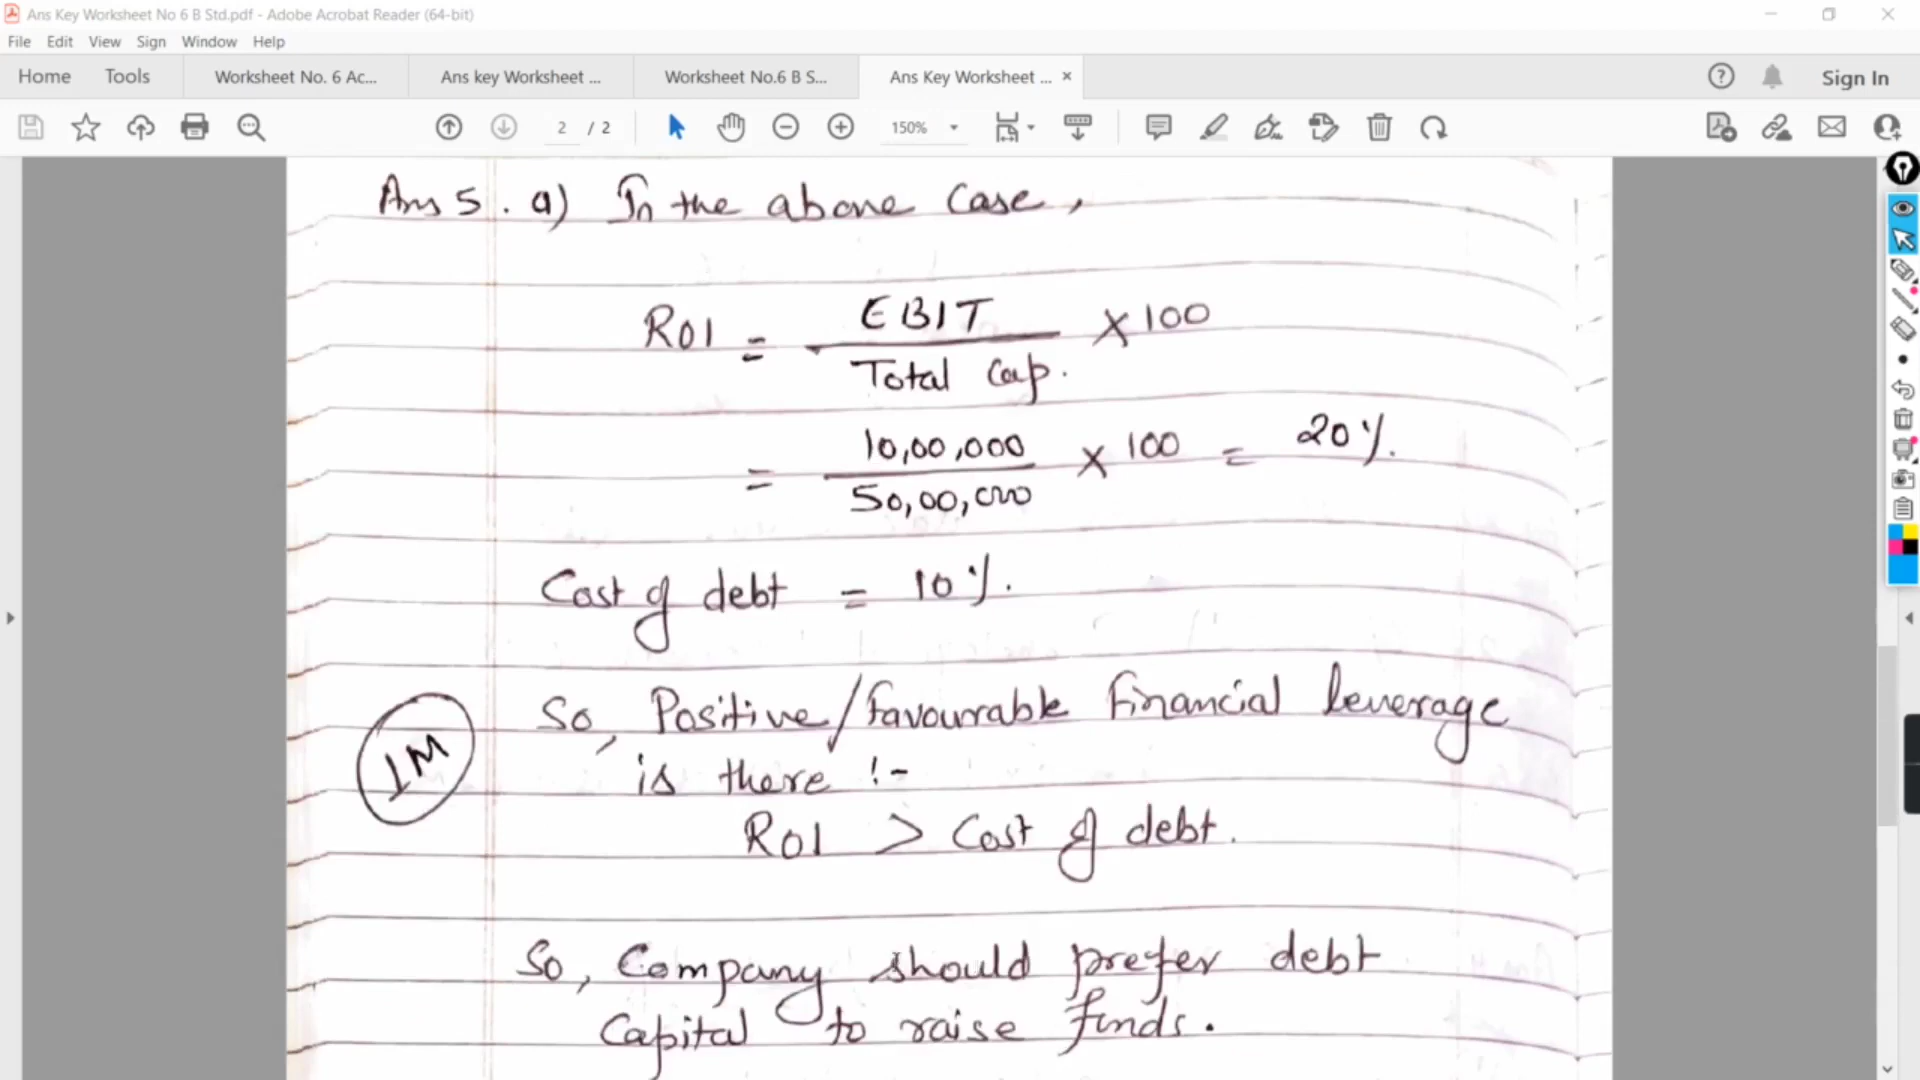 Ans Key Worksheet No 6 B Std.pdf - Adobe Acrobat Reader (64-bit)
File Edit View Sign Window Help
Home Tools Worksheet No. 6 Ac... Ans key Worksheet ... Worksheet No.6 B S... Ans Key Worksheet ... × Sign In
2 / 2 150%
Ans 5. a) In the above case,
ROI = EBIT / Total Cap. × 100
= 10,00,000 / 50,00,000 × 100 = 20%.
Cost of debt = 10%.
So, Positive/Favourable Financial leverage
1M
is there :-
ROI > Cost of debt.
So, Company should prefer debt
Capital to raise finds.